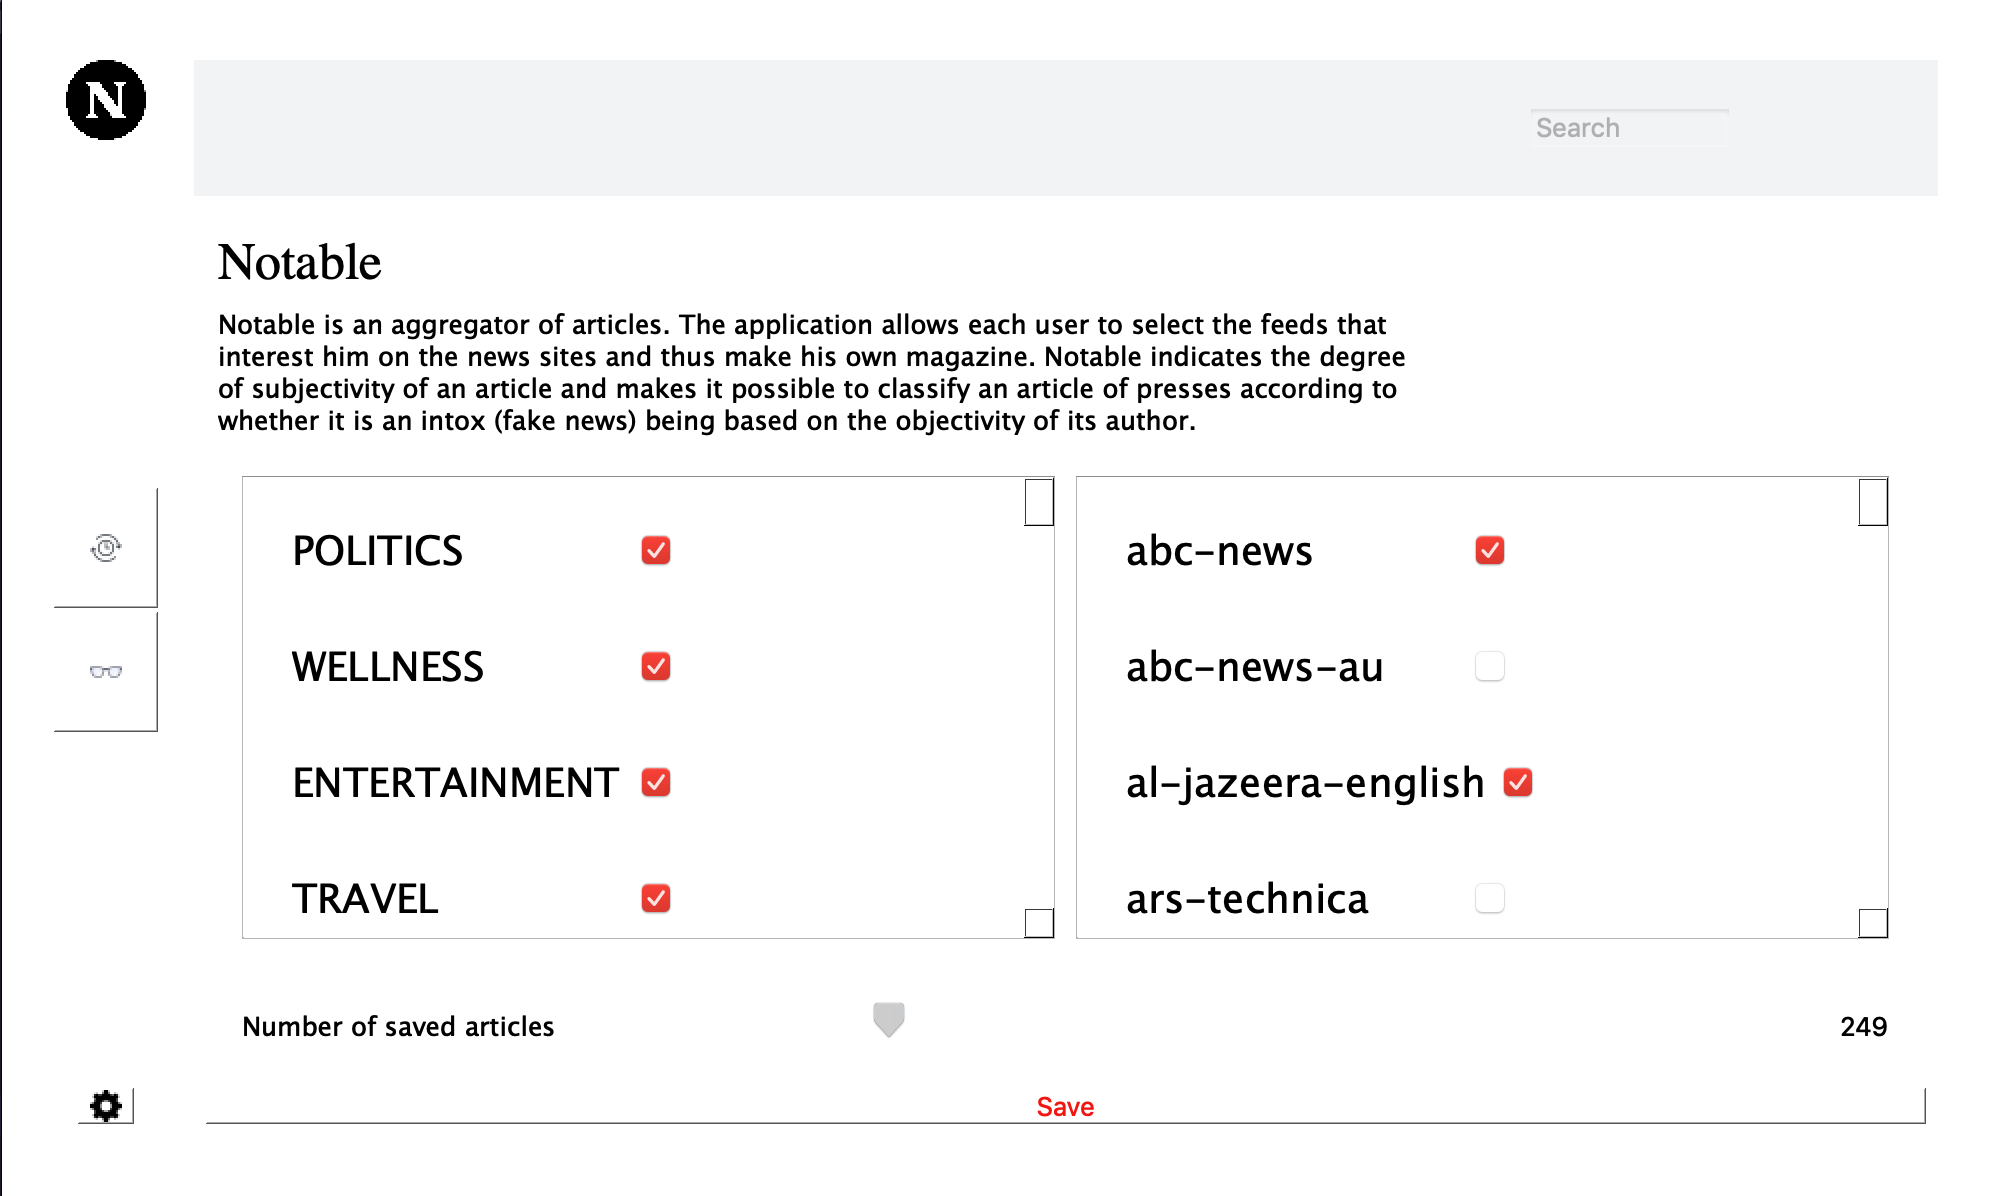 N
Search
Notable
Notable is an aggregator of articles. The application allows each user to select the feeds that
interest him on the news sites and thus make his own magazine. Notable indicates the degree
of subjectivity of an article and makes it possible to classify an article of presses according to
whether it is an intox (fake news) being based on the objectivity of its author.
POLITICS
WELLNESS
ENTERTAINMENT
TRAVEL
abc-news
abc-news-au
al-jazeera-english
ars-technica
Number of saved articles
249
Save